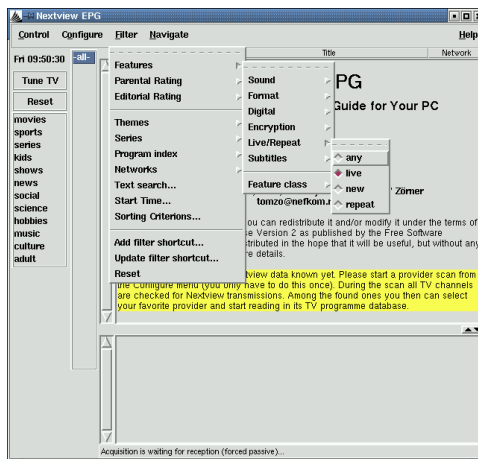 Nextview EPG
Control Configure Filter Navigate Help
Fri 09:50:30
-all-
Title
Network
Tune TV
Reset
movies
sports
series
kids
shows
news
social
science
hobbies
music
culture
adult
Features
Parental Rating
Editorial Rating
Themes
Series
Program index
Networks
Text search...
Start Time...
Sorting Criterions...
Add filter shortcut...
Update filter shortcut...
Reset
Sound
Format
Digital
Encryption
Live/Repeat
Subtitles
Feature class
any
live
new
repeat
PG
Guide for Your PC
Zörner
tomzo@nefkom.n
ou can redistribute it and/or modify it under the terms of
se Version 2 as published by the Free Software
stributed in the hope that it will be useful, but without any
re details.
tview data known yet. Please start a provider scan from
the Configure menu (you only have to do this once). During the scan all TV channels
are checked for Nextview transmissions. Among the found ones you then can select
your favorite provider and start reading in its TV programme database.
Acquisition is waiting for reception (forced passive)...